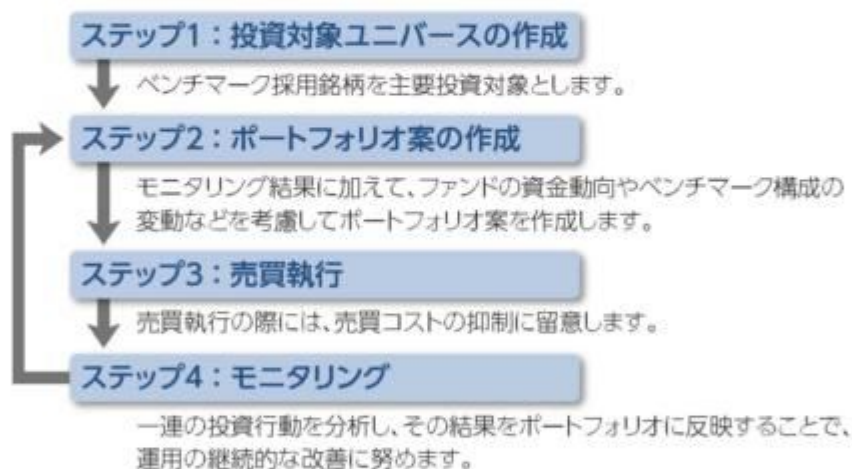 ステップ1：投資対象ユニバースの作成
ベンチマーク採用銘柄を主要投資対象とします。
ステップ2：ポートフォリオ案の作成
モニタリング結果に加えて、ファンドの資金動向やベンチマーク構成の
変動などを考慮してポートフォリオ案を作成します。
ステップ3：売買執行
売買執行の際には、売買コストの抑制に留意します。
ステップ4：モニタリング
一連の投資行動を分析し、その結果をポートフォリオに反映することで、
運用の継続的な改善に努めます。